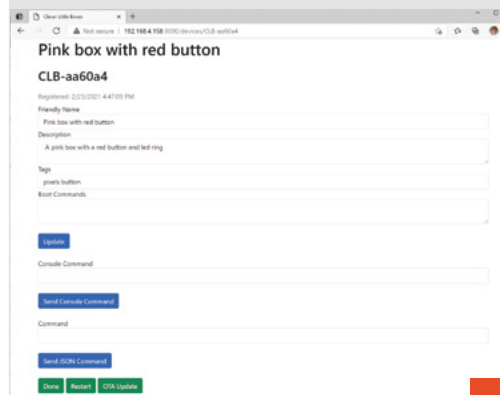 Clever Little Boxes
Not secure | 192.168.4.158:3000/devices/CLB-aa60a4
Pink box with red button
CLB-aa60a4
Registered: 2/23/2021 4:47:09 PM
Friendly Name
Pink box with red button
Description
A pink box with a red button and led ring
Tags
pixels button
Boot Commands
Update
Console Command
Send Console Command
Command
Send JSON Command
Done Restart OTA Update